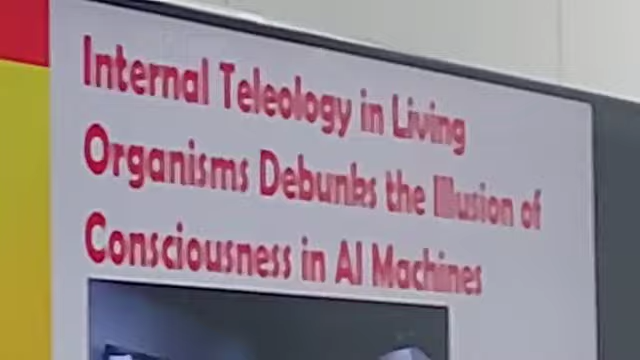 Internal Teleology in Living
Organisms Debunks the Illusion of
Consciousness in AI Machines